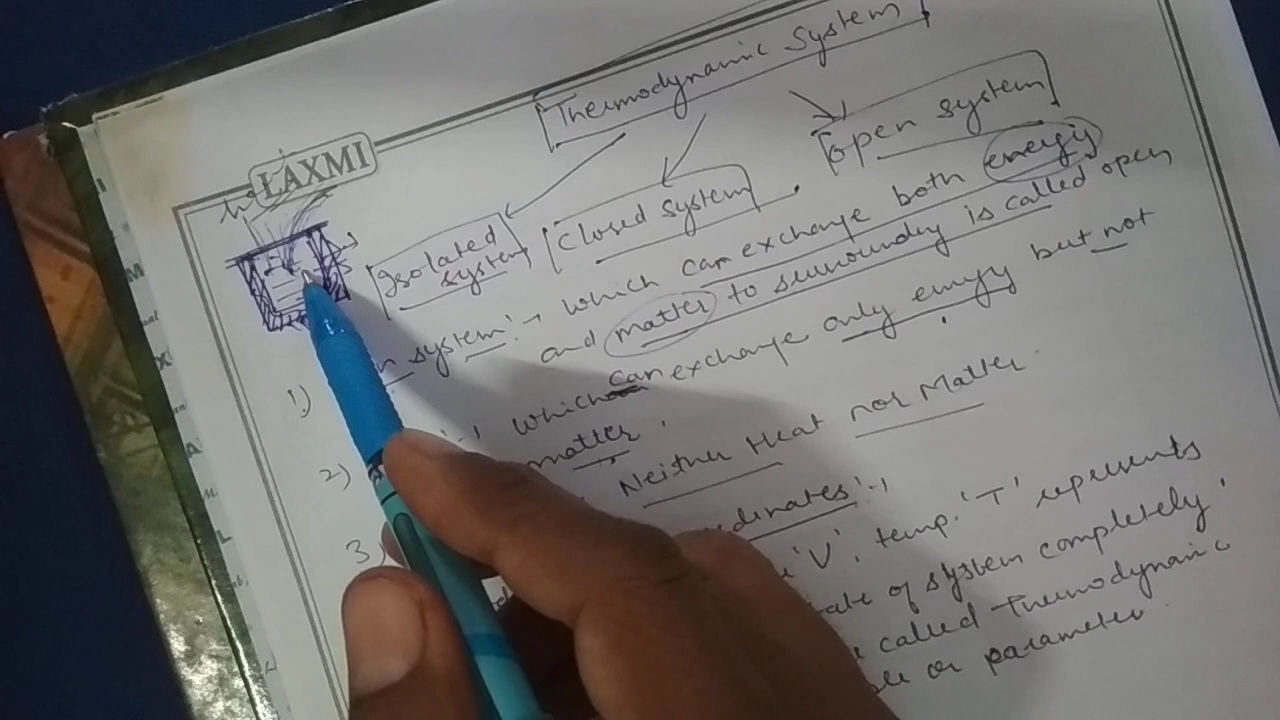 LAXMI
Thermodynamic System
Isolated system
Closed system
open system
1) system :- which can exchange both energy
and matter to surrounding is called open
2) which can exchange only energy but not
matter.
3) Neither Heat nor Matter.
dinates :-
'V', temp. 'T' represents
ate of system completely,
called Thermodynamic
or parameter.